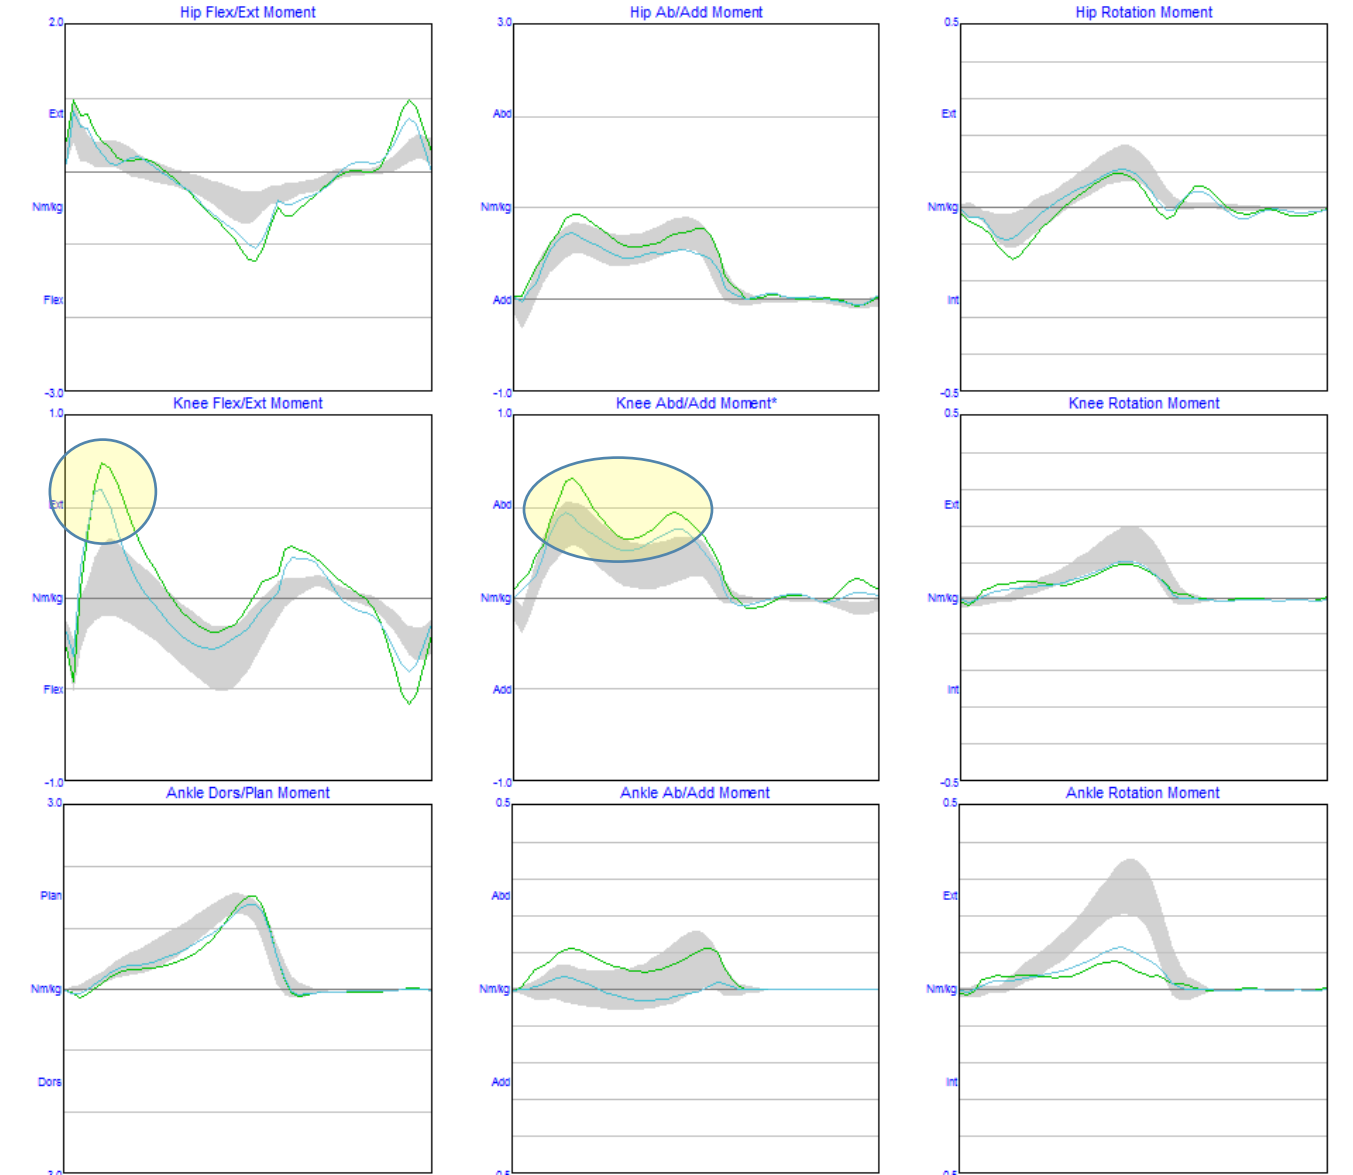 Hip Flex/Ext Moment
2.0
Ext
Nm/kg
Flex
-3.0
Hip Ab/Add Moment
3.0
Abd
Nm/kg
Add
-1.0
Hip Rotation Moment
0.5
Ext
Nm/kg
Int
-0.5
Knee Flex/Ext Moment
1.0
Ext
Nm/kg
Flex
-1.0
Knee Abd/Add Moment*
1.0
Abd
Nm/kg
Add
-1.0
Knee Rotation Moment
0.5
Ext
Nm/kg
Int
-0.5
Ankle Dors/Plan Moment
3.0
Plan
Nm/kg
Dors
-3.0
Ankle Ab/Add Moment
0.5
Abd
Nm/kg
Add
-0.5
Ankle Rotation Moment
0.5
Ext
Nm/kg
Int
-0.5